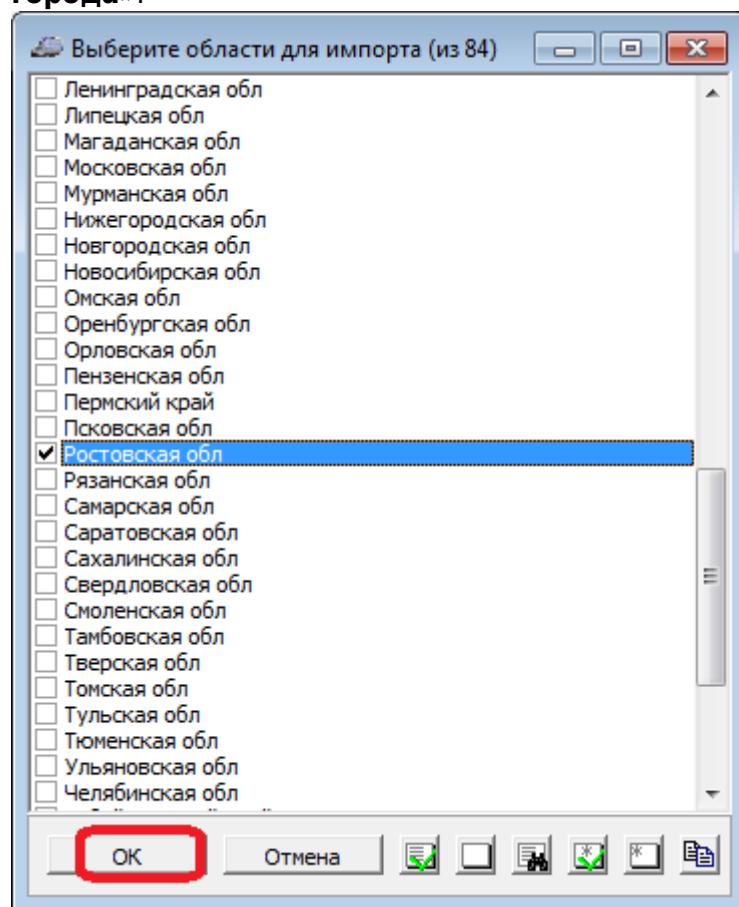 города».
Выберите области для импорта (из 84)
Ленинградская обл
Липецкая обл
Магаданская обл
Московская обл
Мурманская обл
Нижегородская обл
Новгородская обл
Новосибирская обл
Омская обл
Оренбургская обл
Орловская обл
Пензенская обл
Пермский край
Псковская обл
Ростовская обл
Рязанская обл
Самарская обл
Саратовская обл
Сахалинская обл
Свердловская обл
Смоленская обл
Тамбовская обл
Тверская обл
Томская обл
Тульская обл
Тюменская обл
Ульяновская обл
Челябинская обл
ОК Отмена